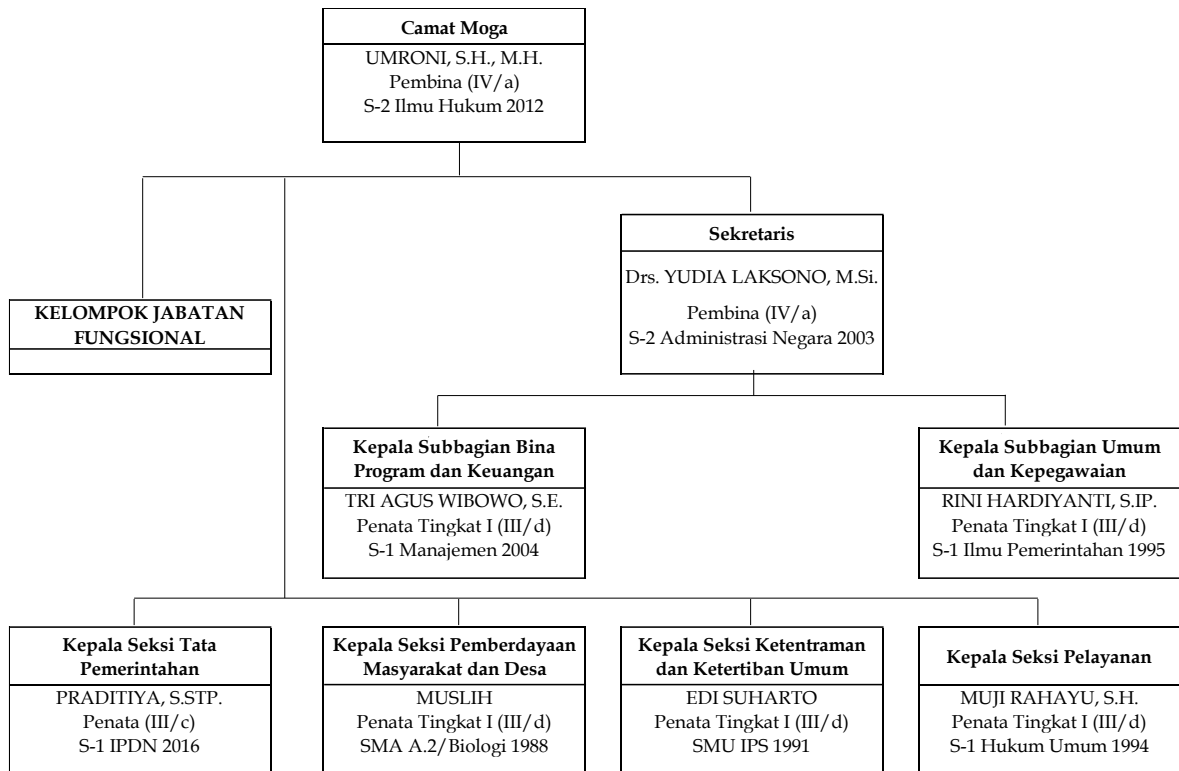 Camat Moga
UMRONI, S.H., M.H.
Pembina (IV/a)
S-2 Ilmu Hukum 2012
Sekretaris
Drs. YUDIA LAKSONO, M.Si.
Pembina (IV/a)
S-2 Administrasi Negara 2003
KELOMPOK JABATAN
FUNGSIONAL
Kepala Subbagian Bina
Program dan Keuangan
TRI AGUS WIBOWO, S.E.
Penata Tingkat I (III/d)
S-1 Manajemen 2004
Kepala Subbagian Umum
dan Kepegawaian
RINI HARDIYANTI, S.IP.
Penata Tingkat I (III/d)
S-1 Ilmu Pemerintahan 1995
Kepala Seksi Tata
Pemerintahan
PRADITIYA, S.STP.
Penata (III/c)
S-1 IPDN 2016
Kepala Seksi Pemberdayaan
Masyarakat dan Desa
MUSLIH
Penata Tingkat I (III/d)
SMA A.2/Biologi 1988
Kepala Seksi Ketentraman
dan Ketertiban Umum
EDI SUHARTO
Penata Tingkat I (III/d)
SMU IPS 1991
Kepala Seksi Pelayanan
MUJI RAHAYU, S.H.
Penata Tingkat I (III/d)
S-1 Hukum Umum 1994